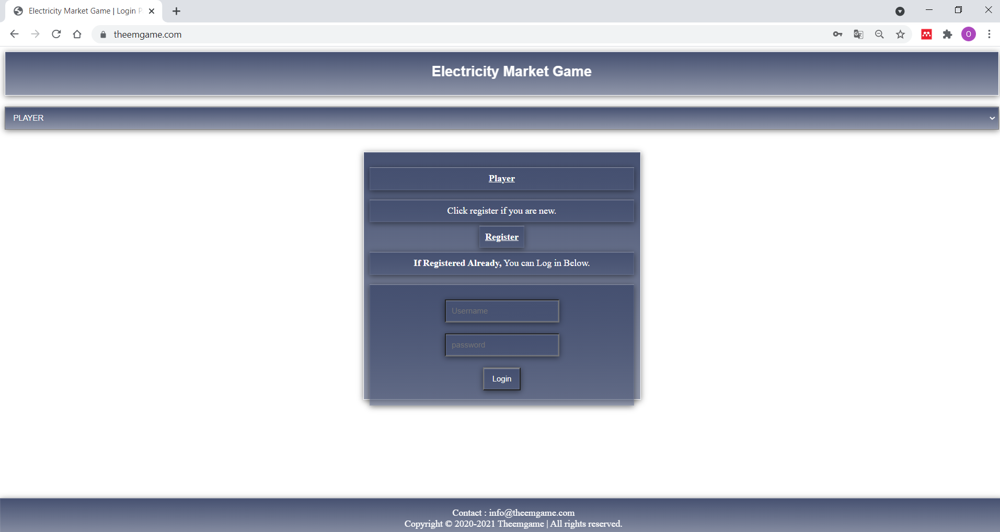 Electricity Market Game | Login P
theemgame.com
O
Electricity Market Game
PLAYER
Player
Click register if you are new.
Register
If Registered Already, You can Log in Below.
Username
password
Login
Contact : info@theemgame.com
Copyright © 2020-2021 Theemgame | All rights reserved.